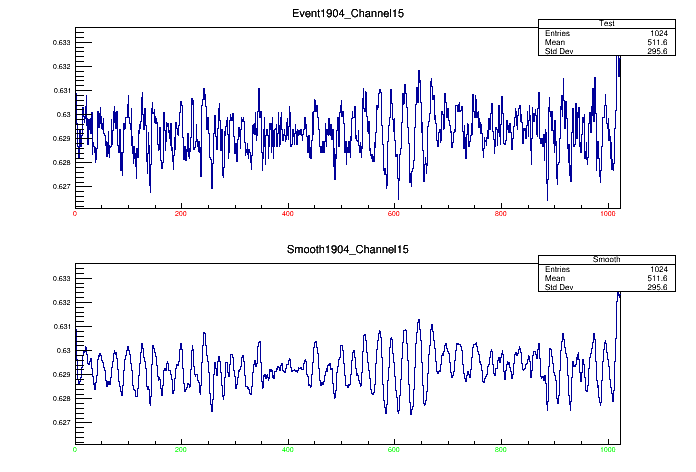 Event1904_Channel15
Test
Entries 1024
Mean 511.6
Std Dev 295.6
0.633
0.632
0.631
0.63
0.629
0.628
0.627
0 200 400 600 800 1000
Smooth1904_Channel15
Smooth
Entries 1024
Mean 511.6
Std Dev 295.6
0.633
0.632
0.631
0.63
0.629
0.628
0.627
0 200 400 600 800 1000